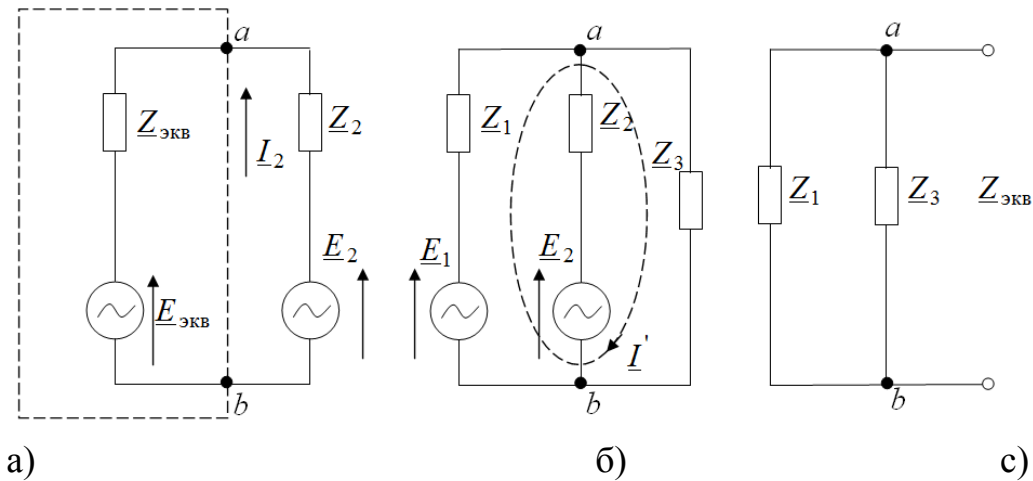 a a a
Z экв Z 2 Z 1 Z 2 Z 3 Z 1 Z 3 Z экв
I 2
E экв E 2 E 1 E 2 I '
b b b
а) б) с)